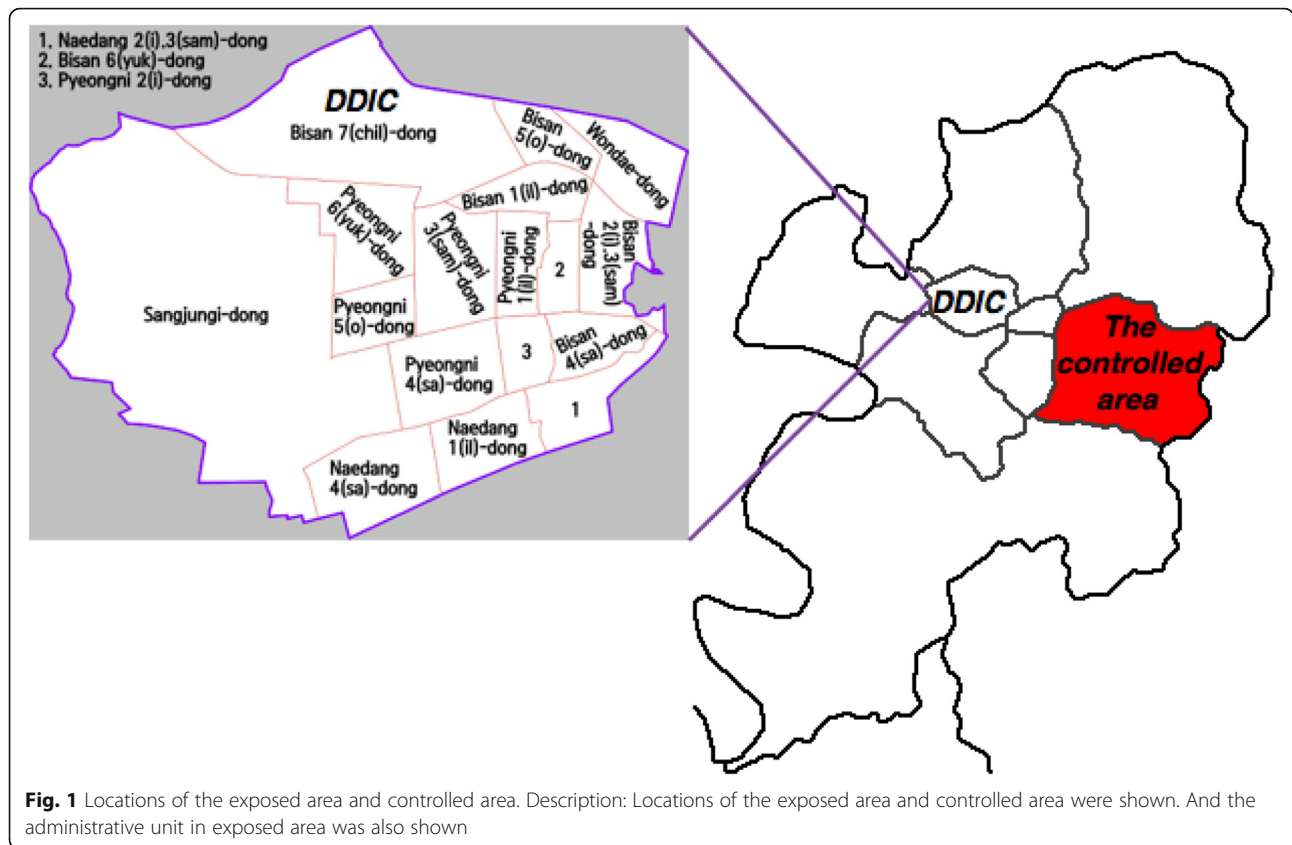 1. Naedang 2(i).3(sam)-dong
2. Bisan 6(yuk)-dong
3. Pyeongni 2(i)-dong
DDIC
Bisan 7(chil)-dong
Bisan
5(o)-dong
Wondae-dong
Bisan 1(il)-dong
Pyeongni
6(yuk)-dong
Pyeongni
3(sam)-dong
Pyeongni
1(il)-dong
2
Bisan
2(i).3(sam)
-dong
Sangjungi-dong
Pyeongni
5(o)-dong
Pyeongni
4(sa)-dong
3
Bisan
4(sa)-dong
1
Naedang
1(il)-dong
Naedang
4(sa)-dong
DDIC
The
controlled
area
Fig. 1 Locations of the exposed area and controlled area. Description: Locations of the exposed area and controlled area were shown. And the
administrative unit in exposed area was also shown